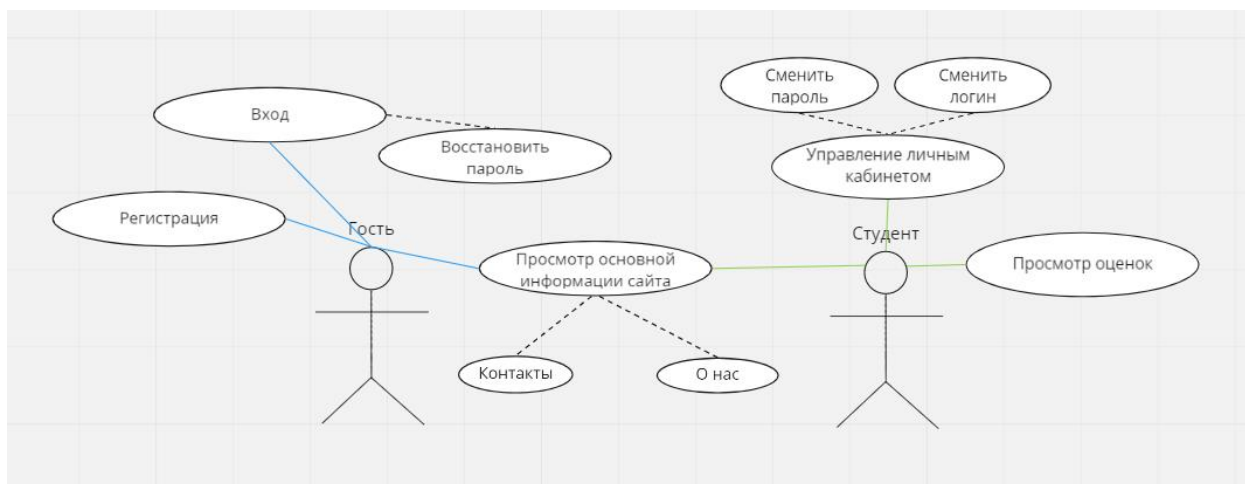 Сменить
пароль
Сменить
логин
Вход
Восстановить
пароль
Управление личным
кабинетом
Регистрация
Гость
Студент
Просмотр основной
информации сайта
Просмотр оценок
Контакты
О нас